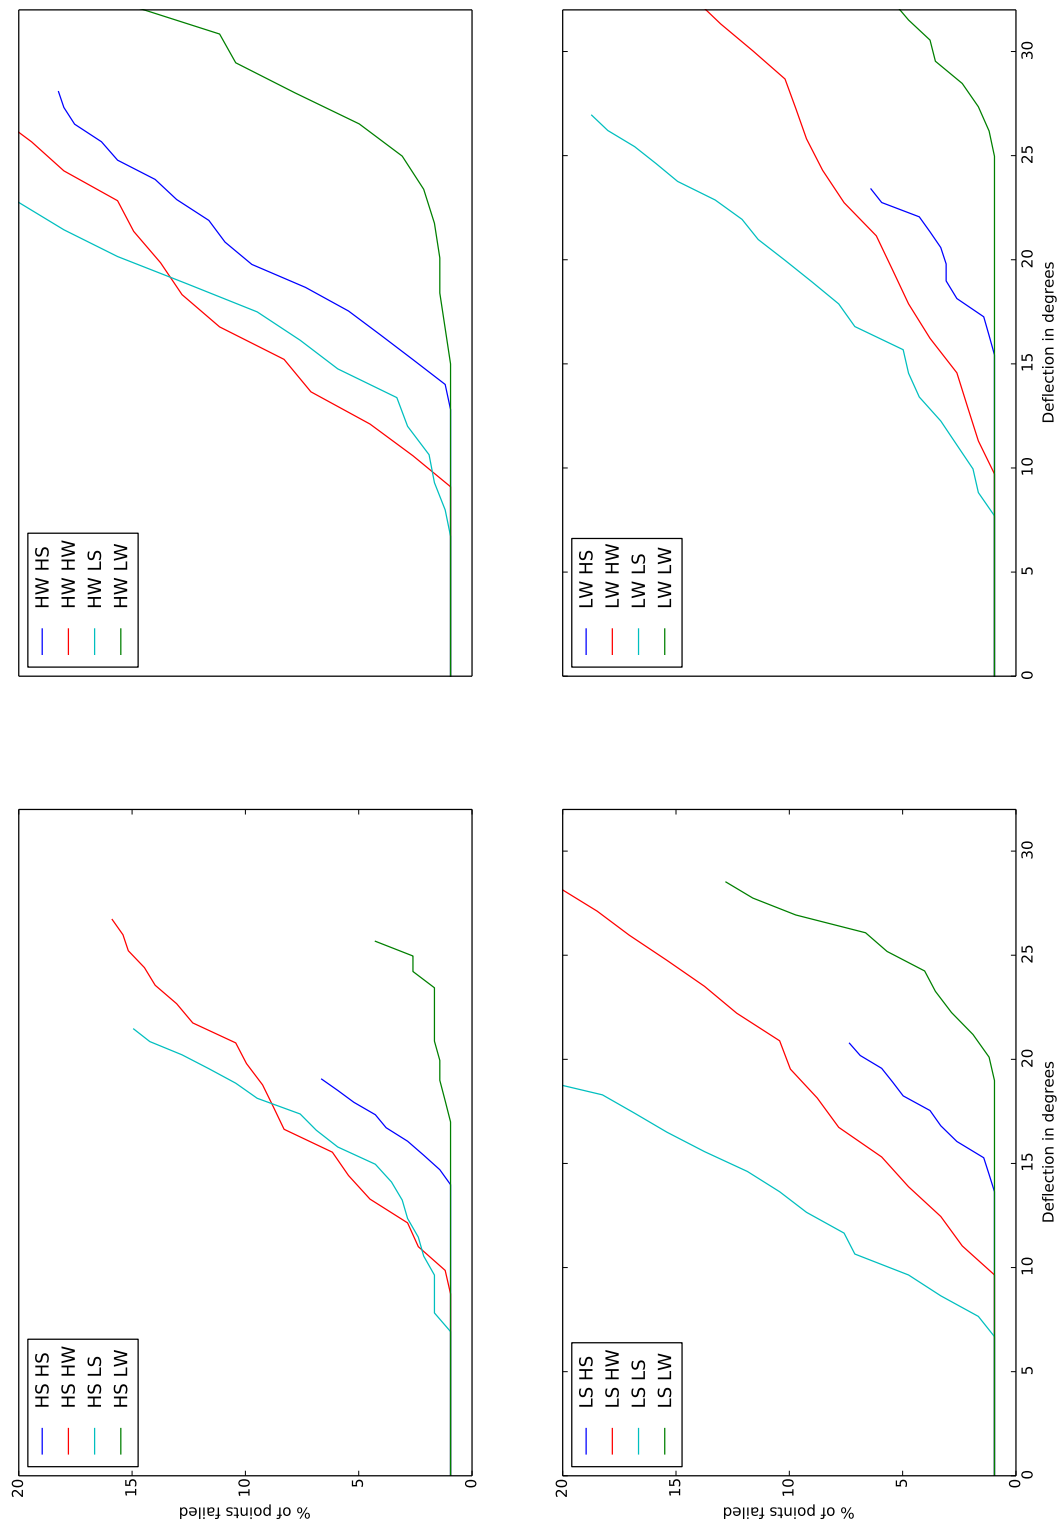 HS HS
HS HW
HS LS
HS LW
20
15
10
5
0
% of points failed
HW HS
HW HW
HW LS
HW LW
LS HS
LS HW
LS LS
LS LW
20
15
10
5
0
% of points failed
0
5
10
15
20
25
30
Deflection in degrees
LW HS
LW HW
LW LS
LW LW
0
5
10
15
20
25
30
Deflection in degrees